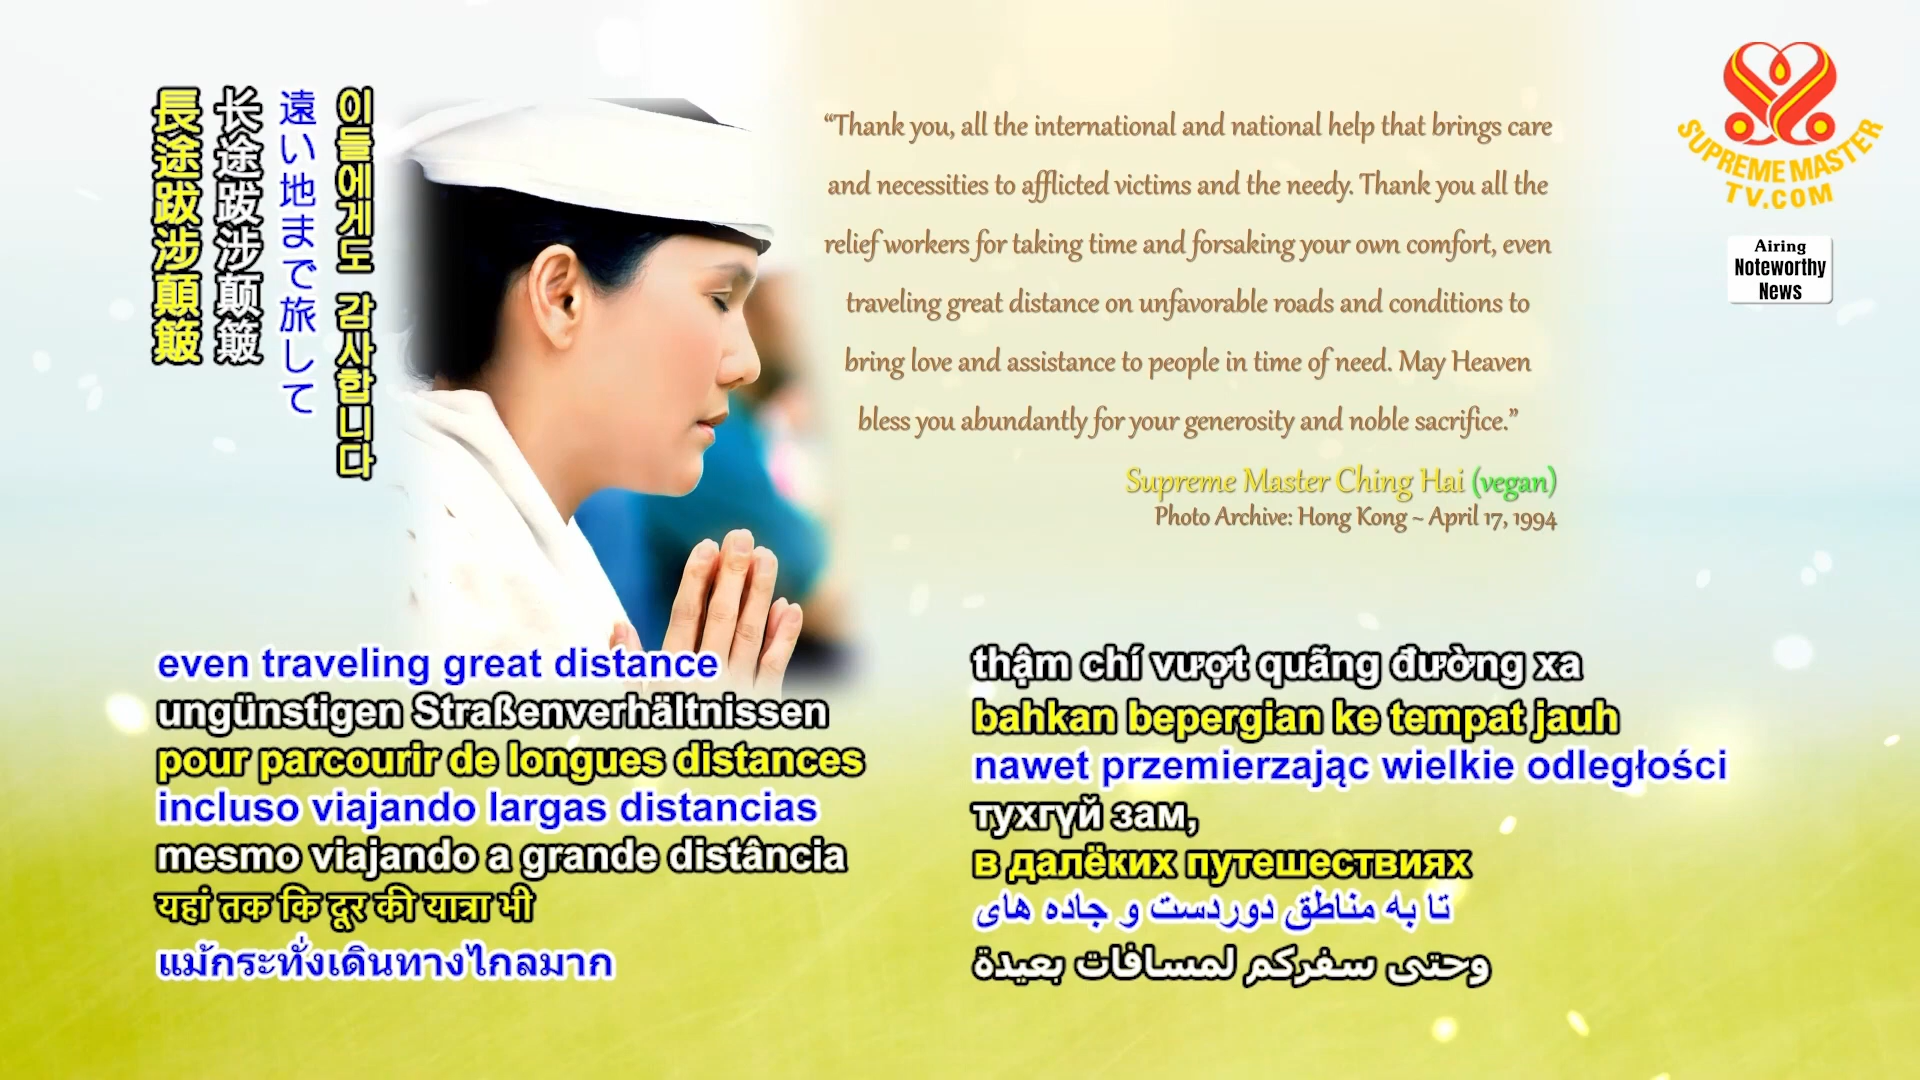 長途跋涉顛簸
长途跋涉颠簸
遠い地まで旅して
이들에게도 감사합니다
“Thank you, all the international and national help that brings care
and necessities to afflicted victims and the needy. Thank you all the
relief workers for taking time and forsaking your own comfort, even
traveling great distance on unfavorable roads and conditions to
bring love and assistance to people in time of need. May Heaven
bless you abundantly for your generosity and noble sacrifice.”
Supreme Master Ching Hai (vegan)
Photo Archive: Hong Kong ~ April 17, 1994
SUPREME MASTER
TV.COM
Airing
Noteworthy
News
even traveling great distance
ungünstigen Straßenverhältnissen
pour parcourir de longues distances
incluso viajando largas distancias
mesmo viajando a grande distância
यहां तक कि दूर की यात्रा भी
แม้กระทั่งเดินทางไกลมาก
thậm chí vượt quãng đường xa
bahkan bepergian ke tempat jauh
nawet przemierzając wielkie odległości
тухгүй зам,
в далёких путешествиях
تا به مناطق دوردست و جاده های
وحتى سفركم لمسافات بعيدة